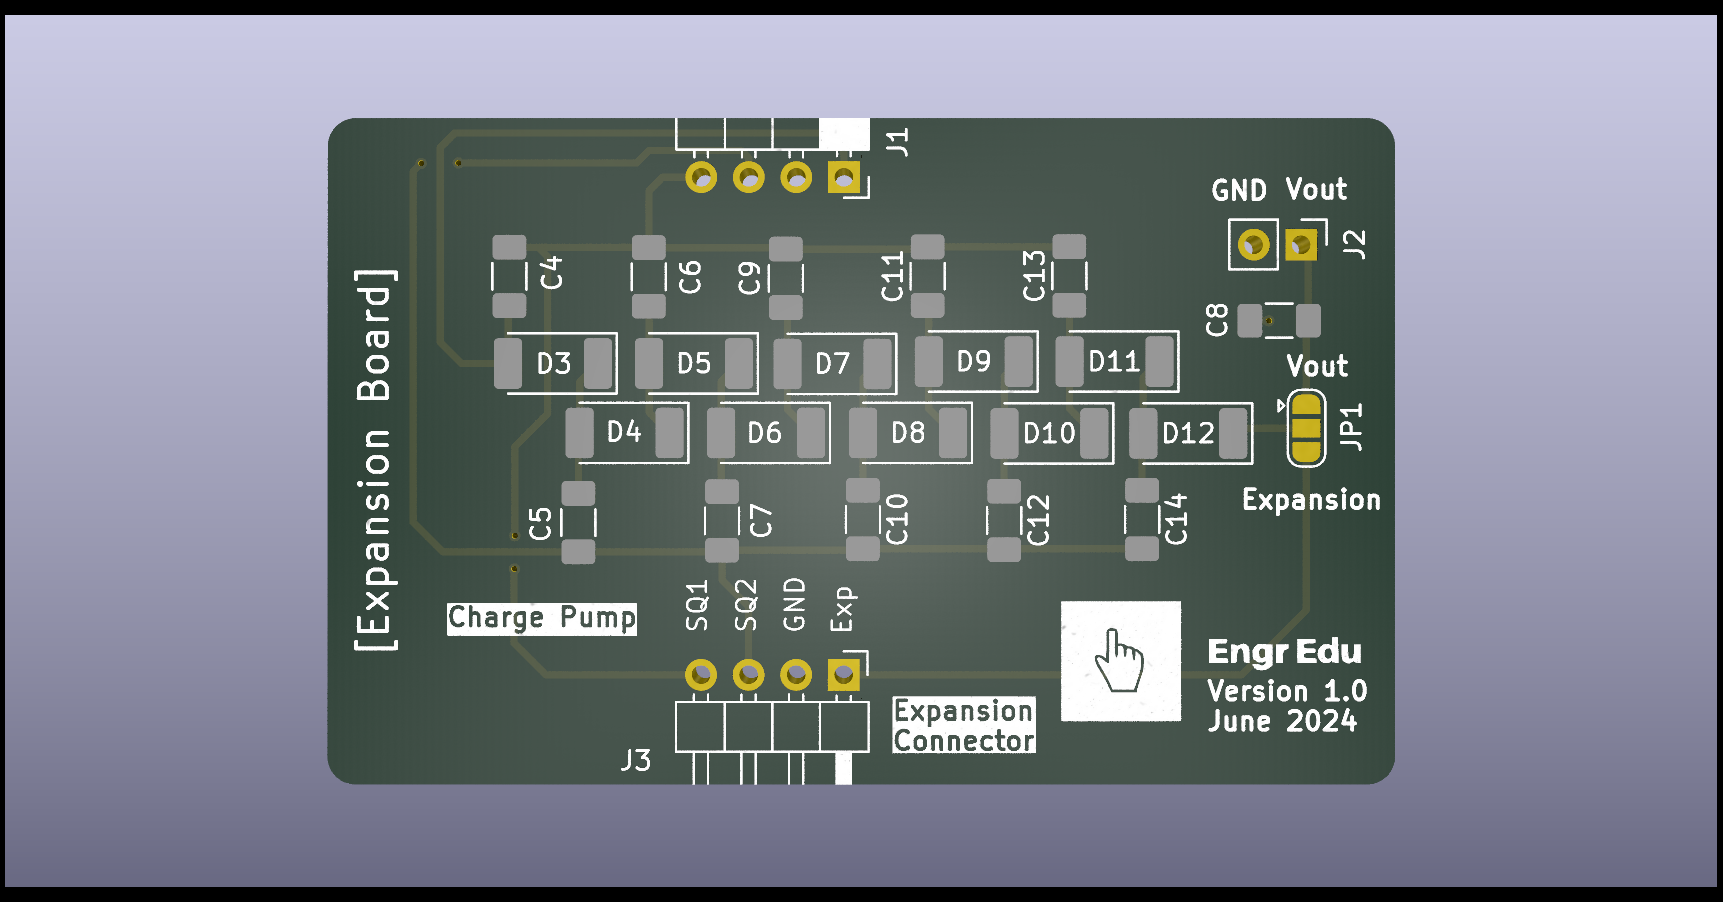 J1
GND Vout
J2
C4
C6
C9
C11
C13
C8
[Expansion Board]
D3
D5
D7
D9
D11
Vout
D4
D6
D8
D10
D12
JP1
Expansion
C5
C7
C10
C12
C14
SQ1
SQ2
GND
Exp
Charge Pump
Engr Edu
Version 1.0
June 2024
Expansion
Connector
J3